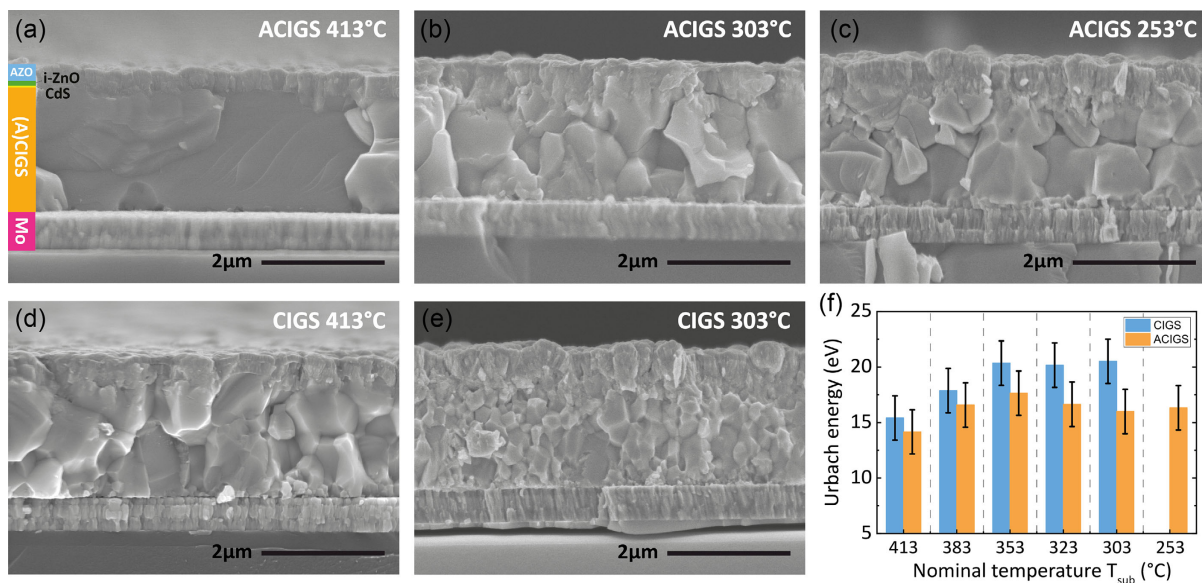 (a) ACIGS 413°C
AZO
i-ZnO
CdS
(A)CIGS
Mo
2μm
(b) ACIGS 303°C
2μm
(c) ACIGS 253°C
2μm
(d) CIGS 413°C
2μm
(e) CIGS 303°C
2μm
(f)
25
20
15
10
5
Urbach energy (eV)
CIGS
ACIGS
413 383 353 323 303 253
Nominal temperature T_sub (°C)